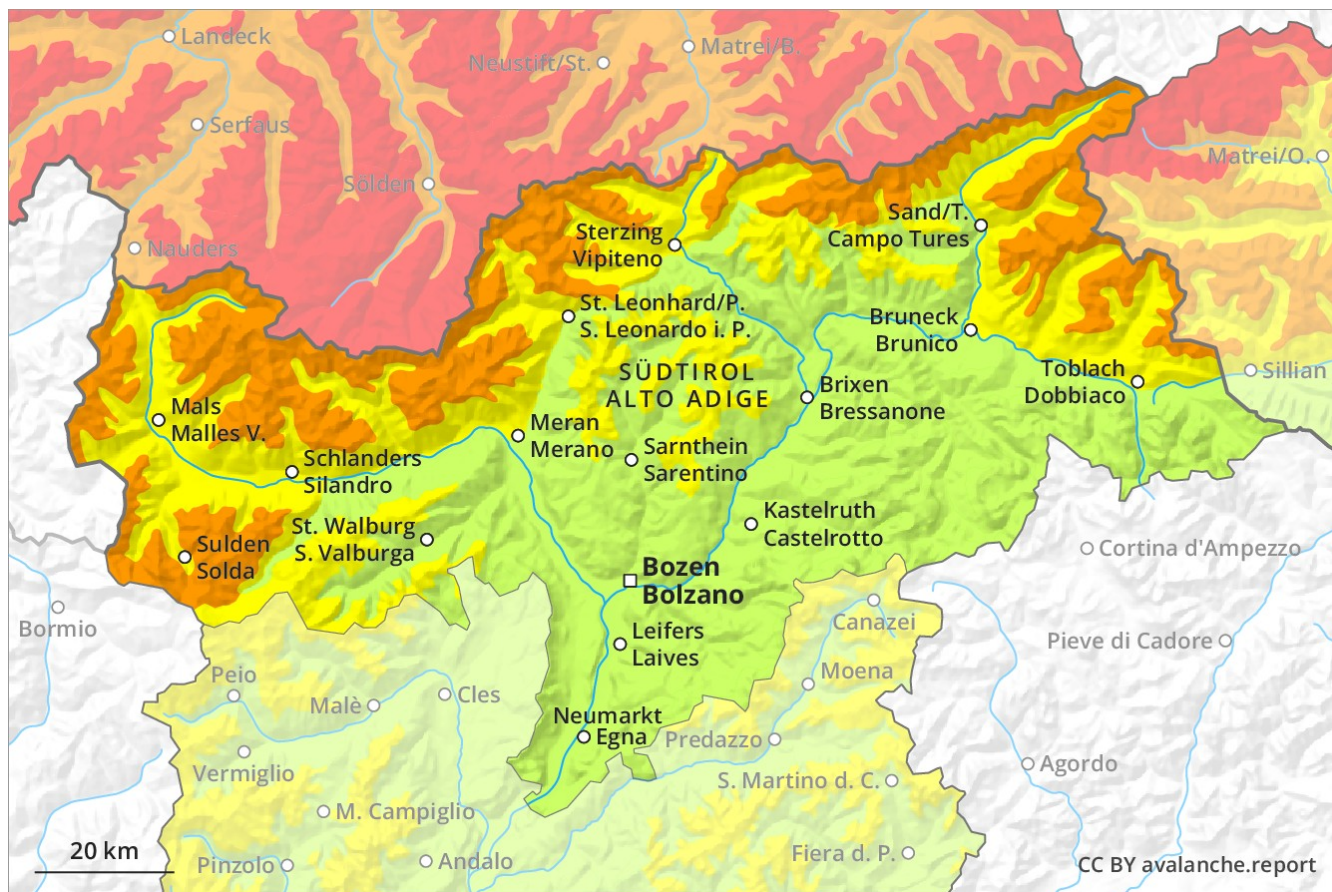 Landeck
Neustift/St.
Matrei/B.
Serfaus
Matrei/O.
Sölden
Nauders
Sand/T.
Campo Tures
Sterzing
Vipiteno
St. Leonhard/P.
S. Leonardo i. P.
Bruneck
Brunico
SÜDTIROL
ALTO ADIGE
Toblach
Dobbiaco
Sillian
Brixen
Bressanone
Mals
Malles V.
Meran
Merano
Sarnthein
Sarentino
Schlanders
Silandro
St. Walburg
S. Valburga
Kastelruth
Castelrotto
Sulden
Solda
Cortina d'Ampezzo
Bozen
Bolzano
Bormio
Canazei
Leifers
Laives
Pieve di Cadore
Peio
Moena
Malè
Cles
Neumarkt
Egna
Predazzo
Vermiglio
Agordo
S. Martino d. C.
M. Campiglio
20 km
Pinzolo
Andalo
Fiera d. P.
CC BY avalanche.report